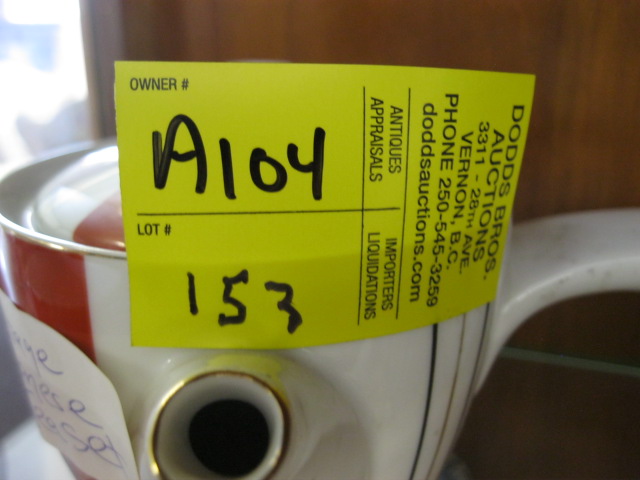 OWNER #
A104
LOT #
153
ANTIQUES
APPRAISALS
IMPORTERS
LIQUIDATIONS
DODDS BROS.
AUCTIONS
3311 - 28TH AVE.
VERNON, B.C.
PHONE 250-545-3259
doddsauctions.com